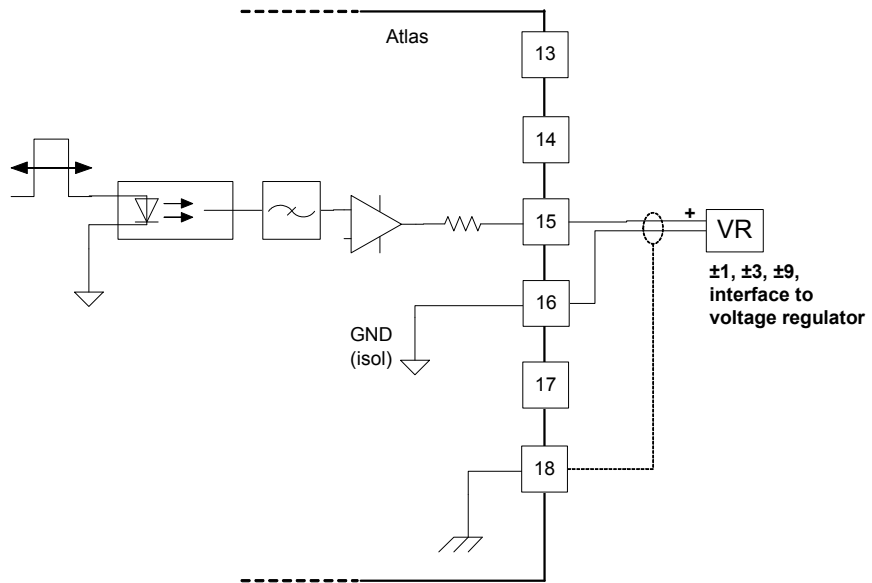 Atlas
13
14
15
+
VR
±1, ±3, ±9,
interface to
voltage regulator
16
GND
(isol)
17
18